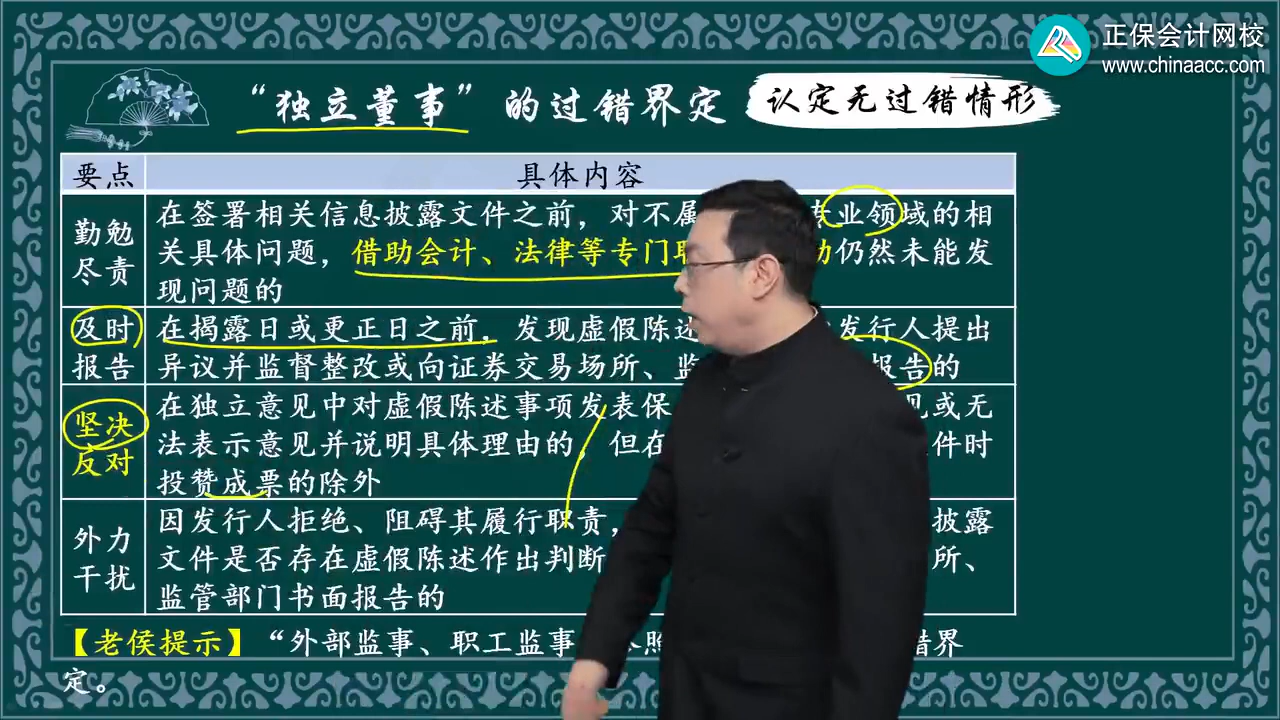 正保会计网校
www.chinaacc.com
“独立董事”的过错界定 认定无过错情形
要点 具体内容
勤勉
尽责
在签署相关信息披露文件之前，对不属 业领域的相
关具体问题，借助会计、法律等专门 仍然未能发
现问题的
及时
报告
在揭露日或更正日之前，发现虚假陈述 发行人提出
异议并监督整改或向证券交易场所、监 报告的
坚决
反对
在独立意见中对虚假陈述事项发表保 见或无
法表示意见并说明具体理由的，但在 件时
投赞成票的除外
外力
干扰
因发行人拒绝、阻碍其履行职责， 披露
文件是否存在虚假陈述作出判断 所、
监管部门书面报告的
【老侯提示】“外部监事、职工监事 错界
定。